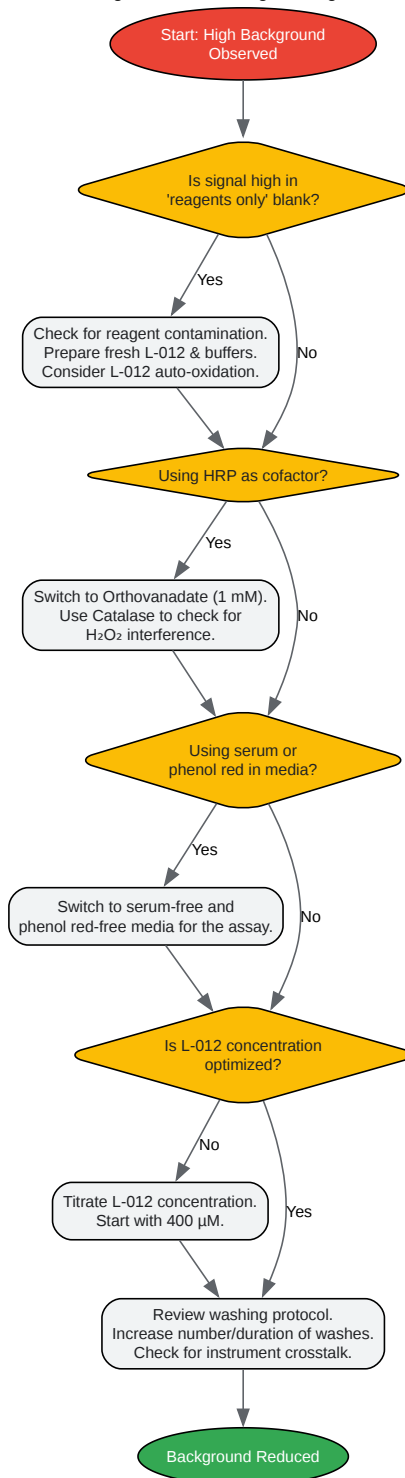 Start: High Background
Observed
Is signal high in
'reagents only' blank?
Yes
Check for reagent contamination.
Prepare fresh L-012 & buffers.
Consider L-012 auto-oxidation.
No
Using HRP as cofactor?
Yes
Switch to Orthovanadate (1 mM).
Use Catalase to check for
H₂O₂ interference.
No
Using serum or
phenol red in media?
Yes
Switch to serum-free and
phenol red-free media for the assay.
No
Is L-012 concentration
optimized?
No
Titrate L-012 concentration.
Start with 400 µM.
Yes
Review washing protocol.
Increase number/duration of washes.
Check for instrument crosstalk.
Background Reduced